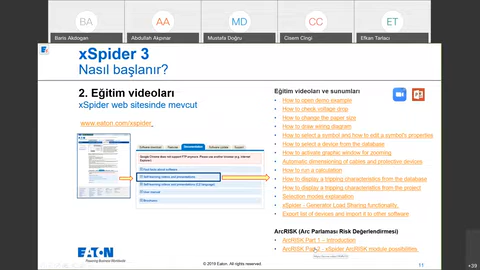 BA
AA
MD
CC
ET
Baris Akdogan
Abdullah Akpınar
Mustafa Doğru
Cisem Cingi
Efkan Tarlacı
xSpider 3
Nasıl başlanır?
2. Eğitim videoları
xSpider web sitesinde mevcut
www.eaton.com/xspider
Eğitim videoları ve sunumları
How to open demo example
How to check voltage drop
How to change the paper size
How to draw wiring diagram
How to select a symbol and how to edit a symbol's properties
How to select a device from the database
How to activate graphic window for zooming
Automatic dimensioning of cables and protective devices
How to run a calculation
How to display a tripping characteristics from the database
How to display a tripping characteristics from the project
Selection modes explanation
xSpider - Generator Load Sharing functionality
Export list of devices and import it to other software
ArcRISK (Arc Parlaması Risk Değerlendirmesi)
ArcRISK Part 1 – Introduction
ArcRISK Part 2 - xSpider ArcRISK module possibilities
EATON
Powering Business Worldwide
© 2019 Eaton. All rights reserved.
11
+39